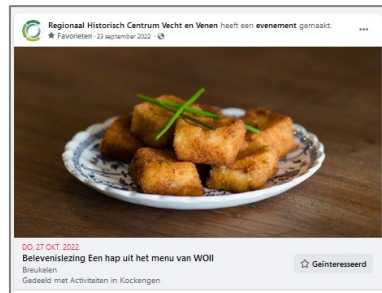 Regionaal Historisch Centrum Vecht en Venen heeft een evenement gemaakt.
Favorieten · 23 september 2022 ·
DO, 27 OKT. 2022
Belevenislezing Een hap uit het menu van WOII
Breukelen
Gedeeld met Activiteiten in Kockengen
Geïnteresseerd